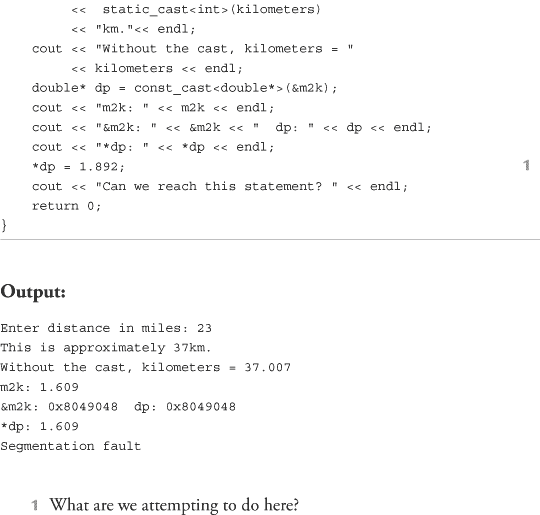 <<  static_cast<int>(kilometers)
<< "km."<< endl;
cout << "Without the cast, kilometers = "
<< kilometers << endl;
double* dp = const_cast<double*>(&m2k);
cout << "m2k: " << m2k << endl;
cout << "&m2k: " << &m2k << "  dp: " << dp << endl;
cout << "*dp: " << *dp << endl;
*dp = 1.892; 1
cout << "Can we reach this statement? " << endl;
return 0;
}
Output:
Enter distance in miles: 23
This is approximately 37km.
Without the cast, kilometers = 37.007
m2k: 1.609
&m2k: 0x8049048  dp: 0x8049048
*dp: 1.609
Segmentation fault
1 What are we attempting to do here?